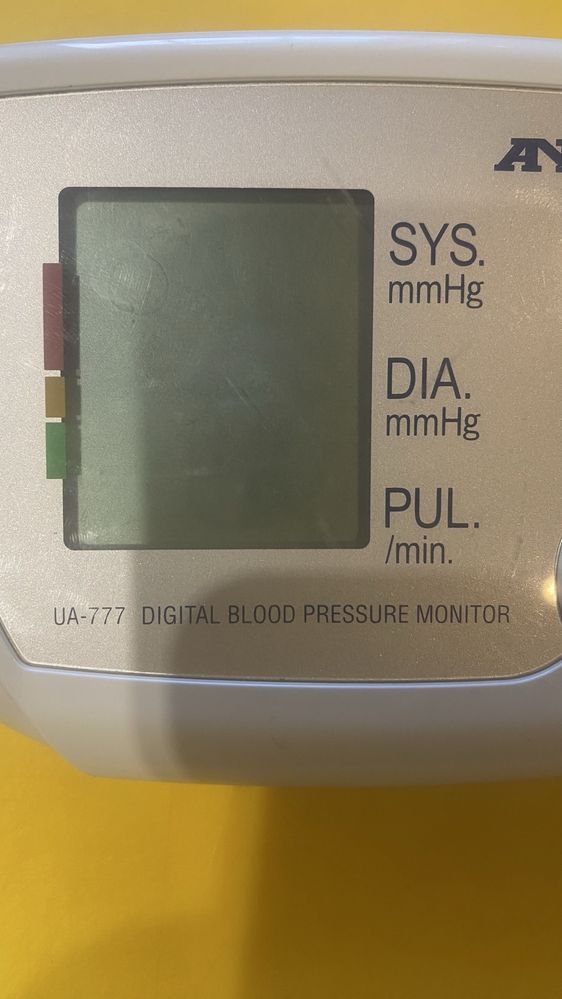 SYS.
mmHg
DIA.
mmHg
PUL.
/min.
UA-777 DIGITAL BLOOD PRESSURE MONITOR